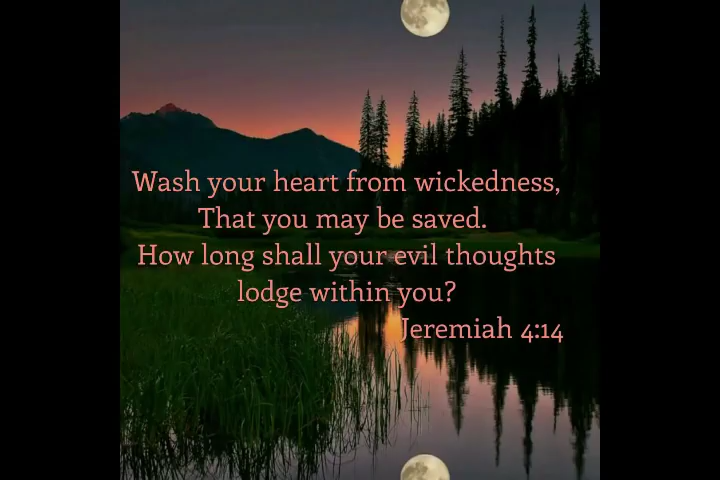 Wash your heart from wickedness,
That you may be saved.
How long shall your evil thoughts
lodge within you?
Jeremiah 4:14